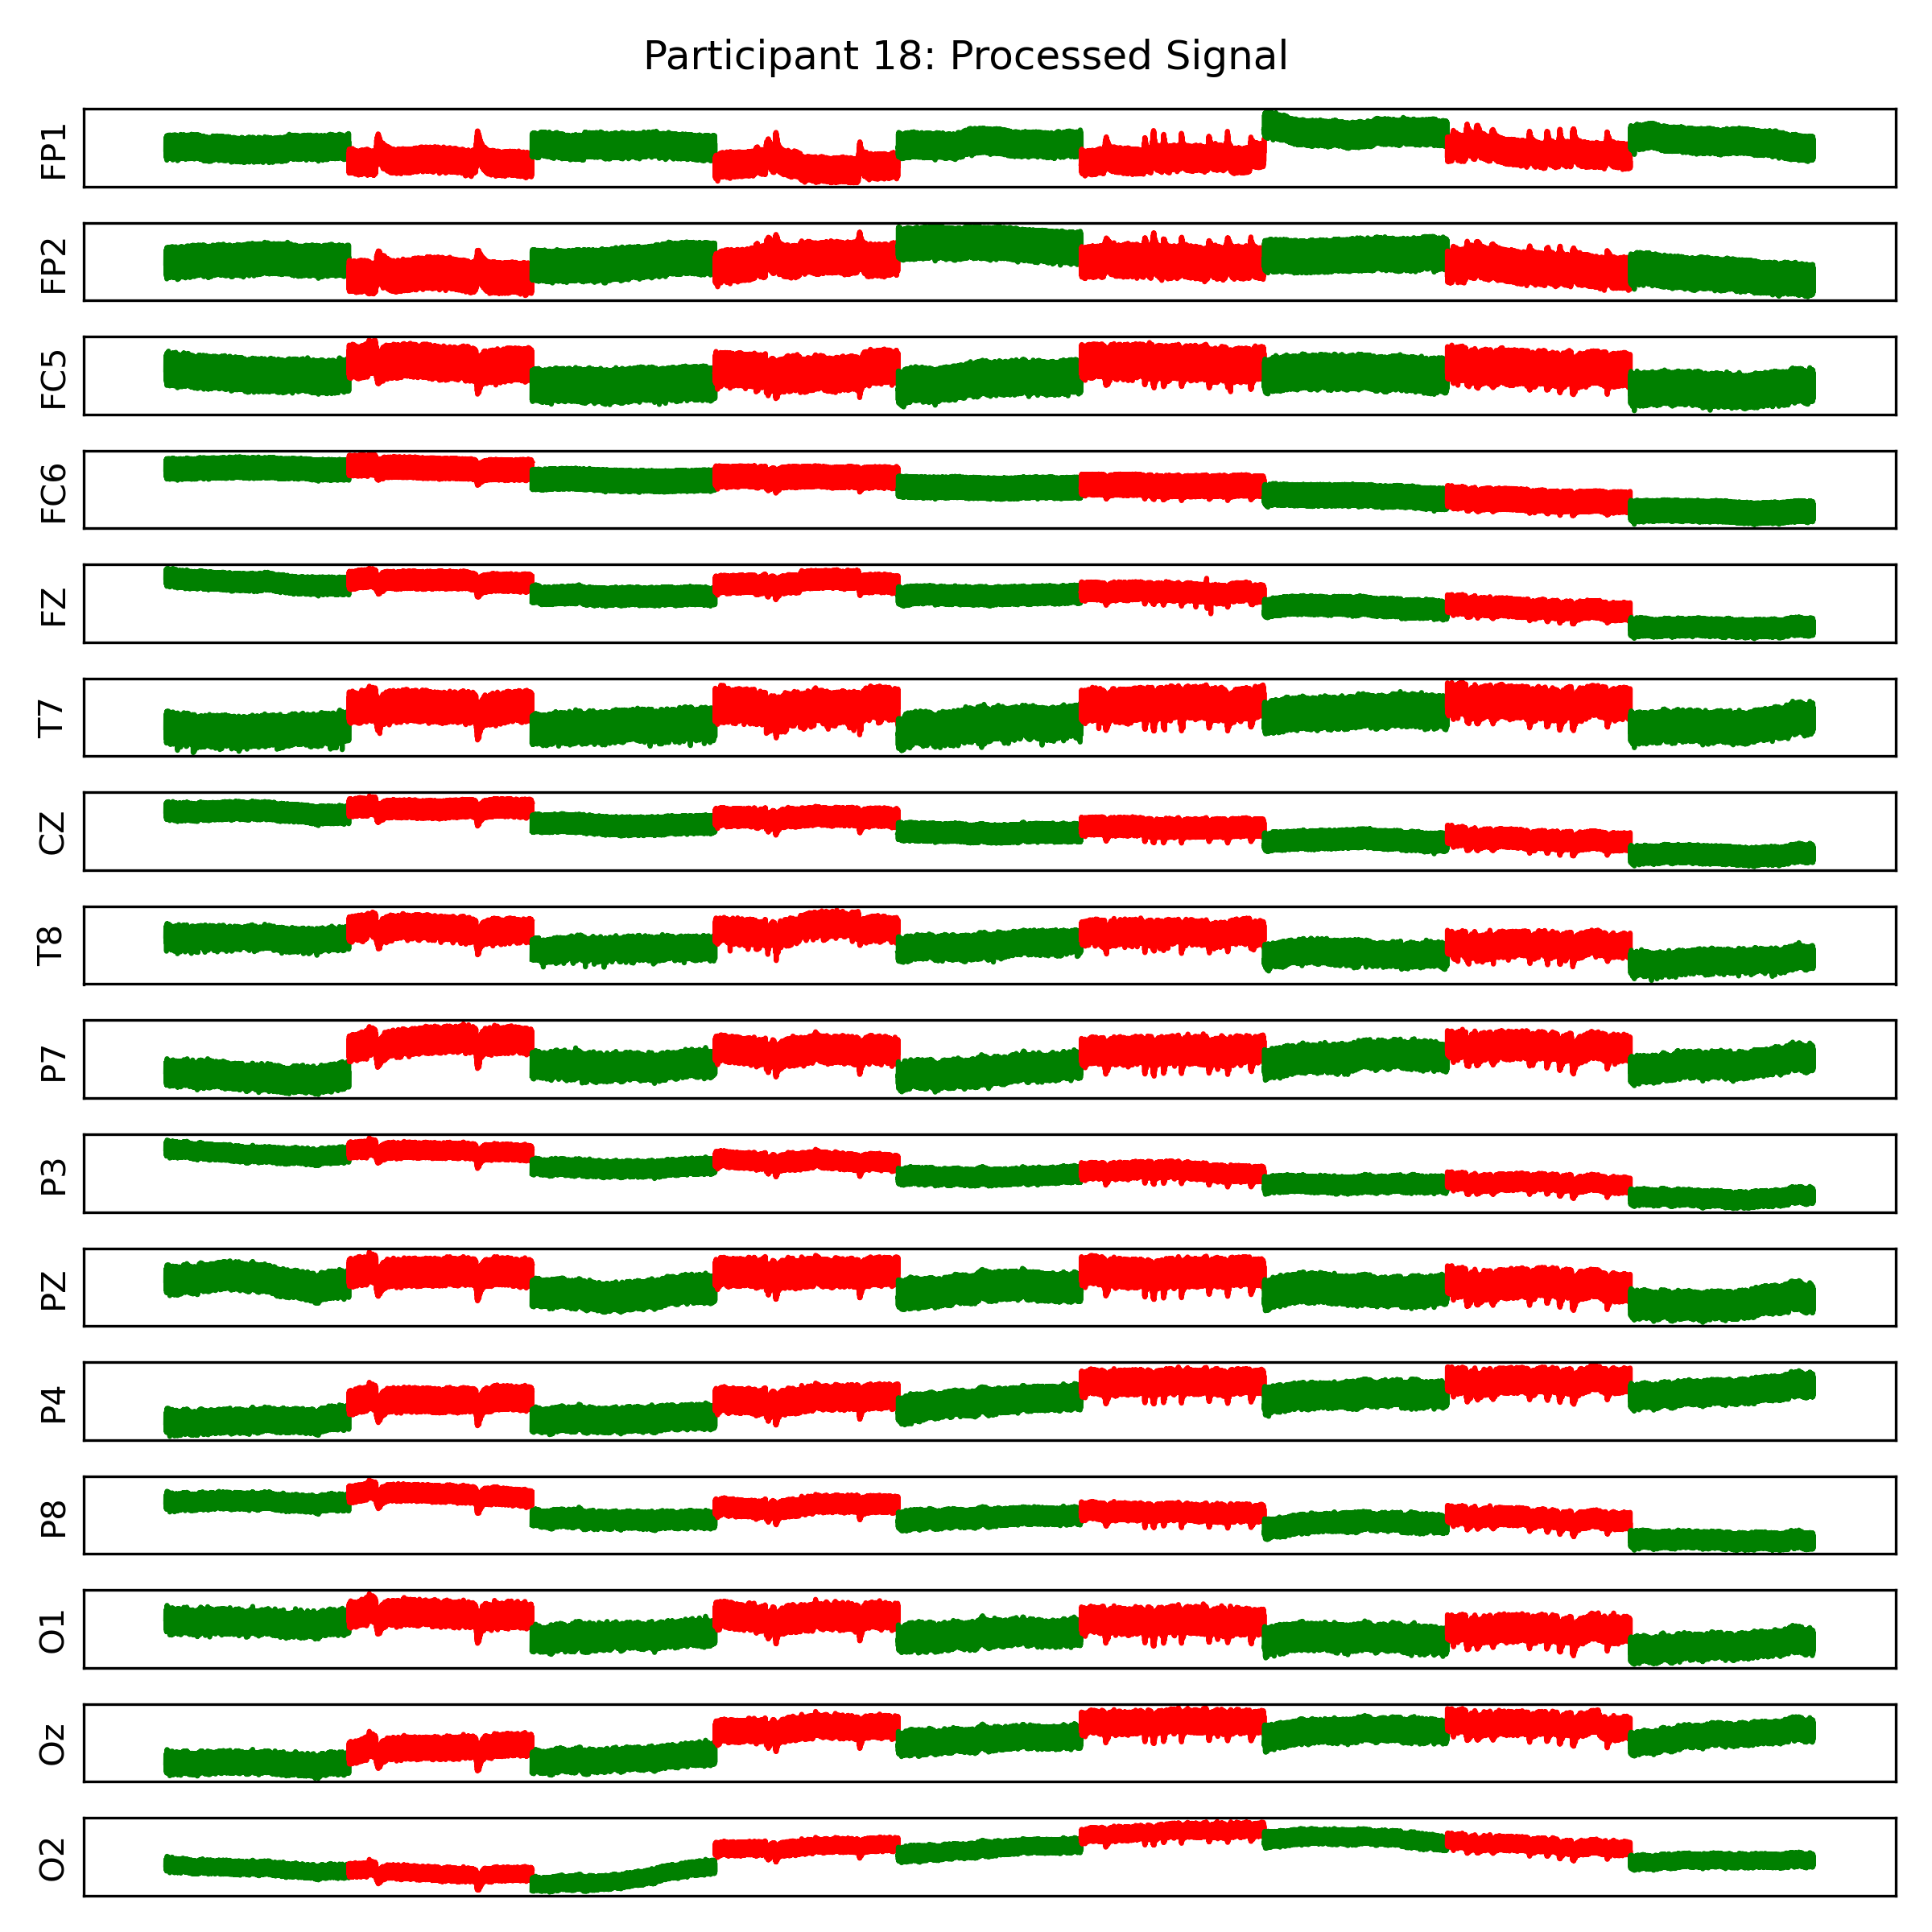 Participant 18: Processed Signal
FP1
FP2
FC5
FC6
FZ
T7
CZ
T8
P7
P3
PZ
P4
P8
O1
Oz
O2